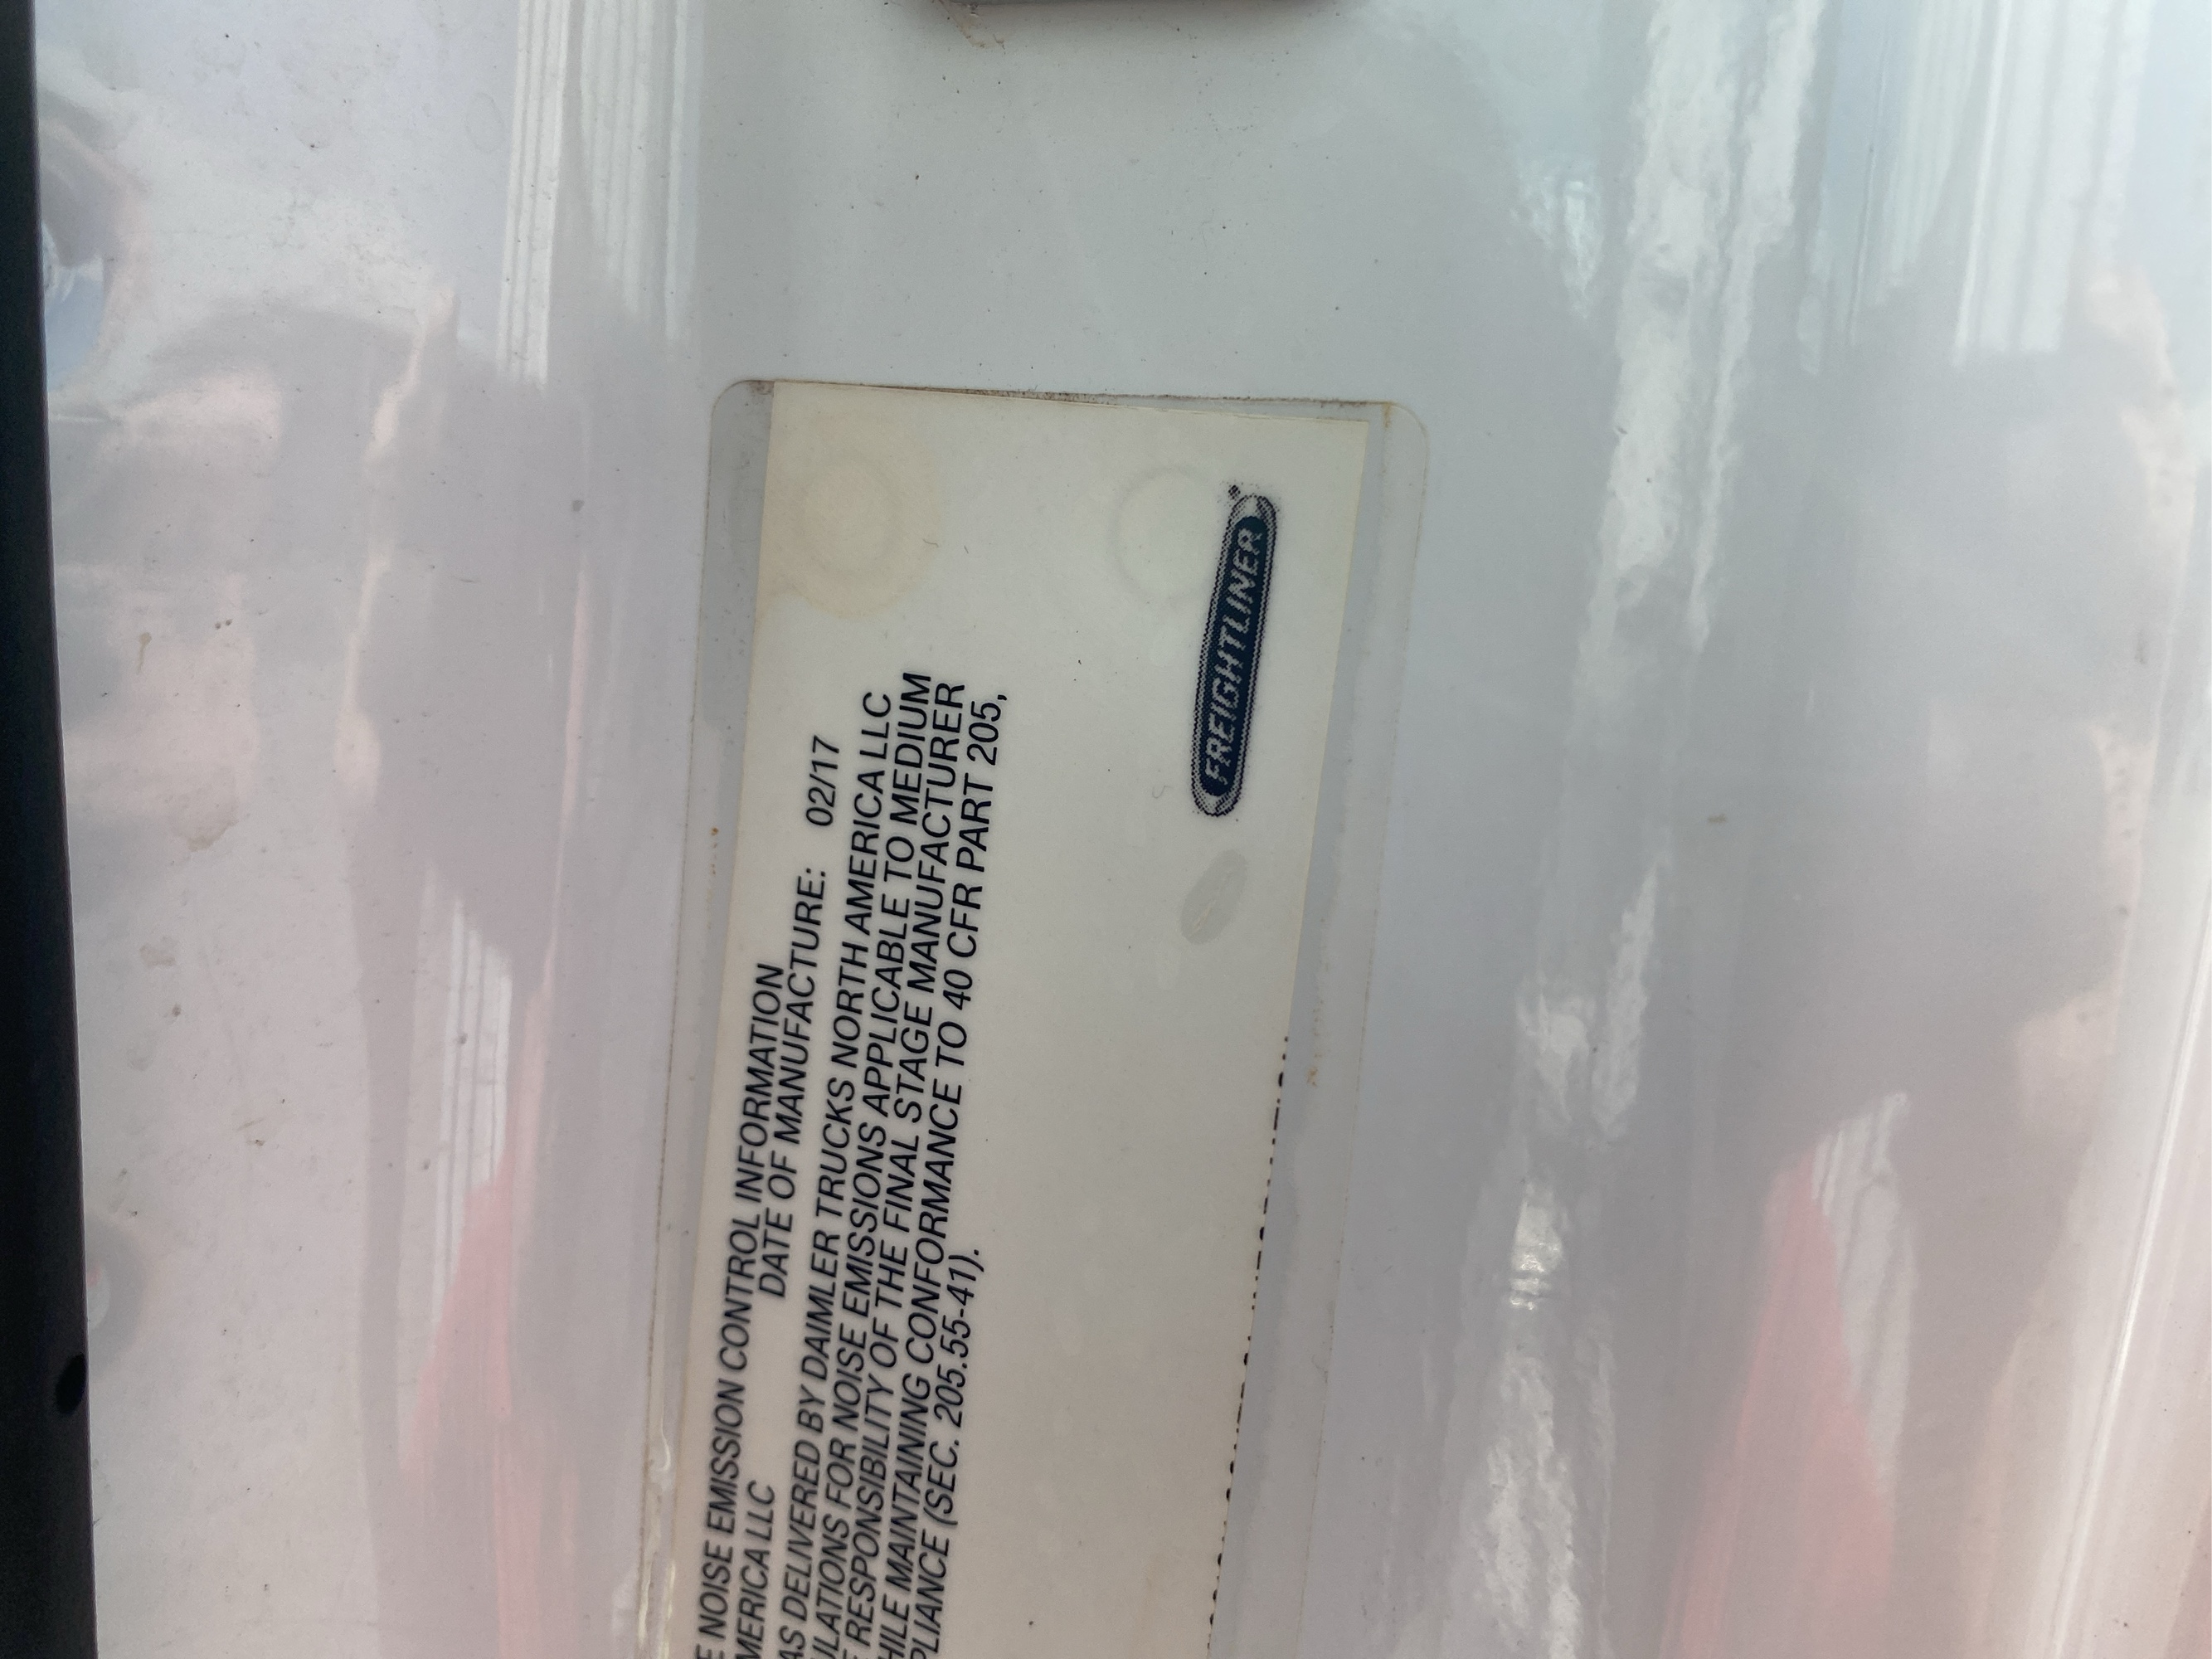 E NOISE EMISSION CONTROL INFORMATION
MERICA LLC DATE OF MANUFACTURE: 02/17
AS DELIVERED BY DAIMLER TRUCKS NORTH AMERICA LLC
ULATIONS FOR NOISE EMISSIONS APPLICABLE TO MEDIUM
E RESPONSIBILITY OF THE FINAL STAGE MANUFACTURER
HILE MAINTAINING CONFORMANCE TO 40 CFR PART 205,
PLIANCE (SEC. 205.55-41).
FREIGHTLINER